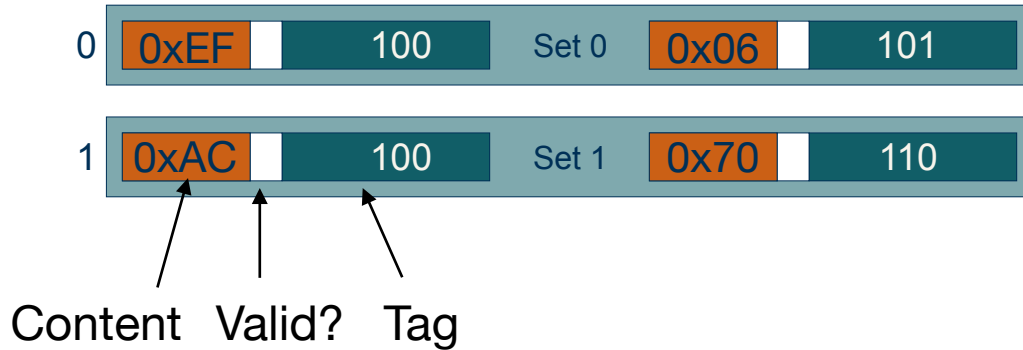 0 0xEF 100 Set 0 0x06 101
1 0xAC 100 Set 1 0x70 110
Content Valid? Tag